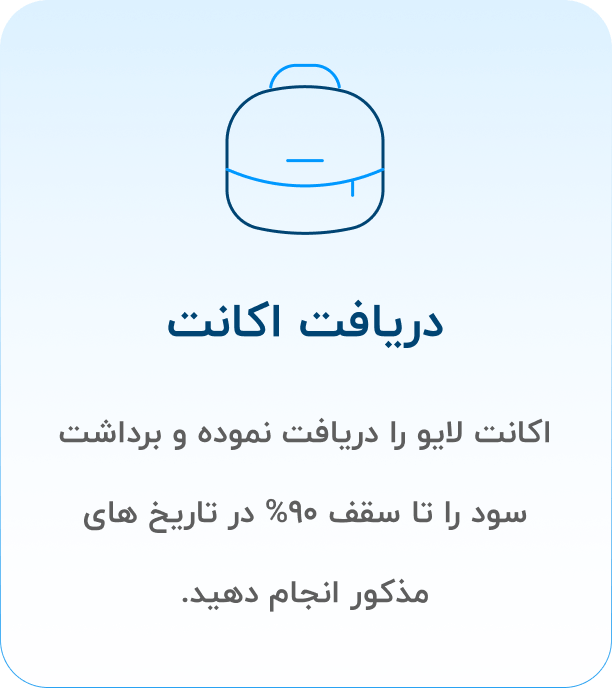 دریافت اکانت
اکانت لایو را دریافت نموده و برداشت
سود را تا سقف ۹۰% در تاریخ های
مذکور انجام دهید.